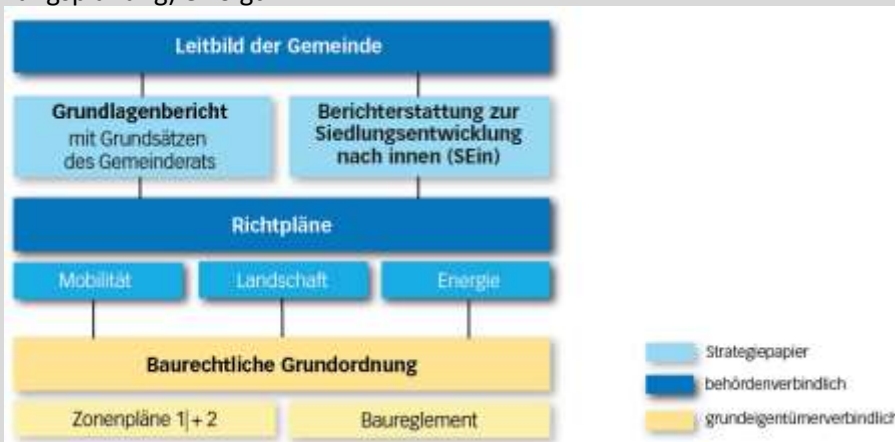 Leitbild der Gemeinde
Grundlagenbericht
mit Grundsätzen
des Gemeinderats
Berichterstattung zur
Siedlungsentwicklung
nach innen (SEin)
Richtpläne
Mobilität
Landschaft
Energie
Baurechtliche Grundordnung
Zonenpläne 1 + 2
Baureglement
Strategiepapier
behördenverbindlich
grundeigentümerverbindlich